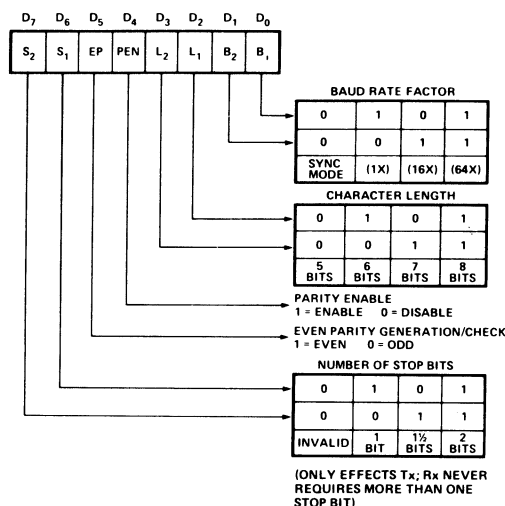 D₇ D₆ D₅ D₄ D₃ D₂ D₁ D₀
S₂ S₁ EP PEN L₂ L₁ B₂ B₁
BAUD RATE FACTOR
0 1 0 1
0 0 1 1
SYNC MODE (1X) (16X) (64X)
CHARACTER LENGTH
0 1 0 1
0 0 1 1
5 BITS 6 BITS 7 BITS 8 BITS
PARITY ENABLE
1 = ENABLE 0 = DISABLE
EVEN PARITY GENERATION/CHECK
1 = EVEN 0 = ODD
NUMBER OF STOP BITS
0 1 0 1
0 0 1 1
INVALID 1 BIT 1½ BITS 2 BITS
(ONLY EFFECTS Tx; Rx NEVER
REQUIRES MORE THAN ONE
STOP BIT)